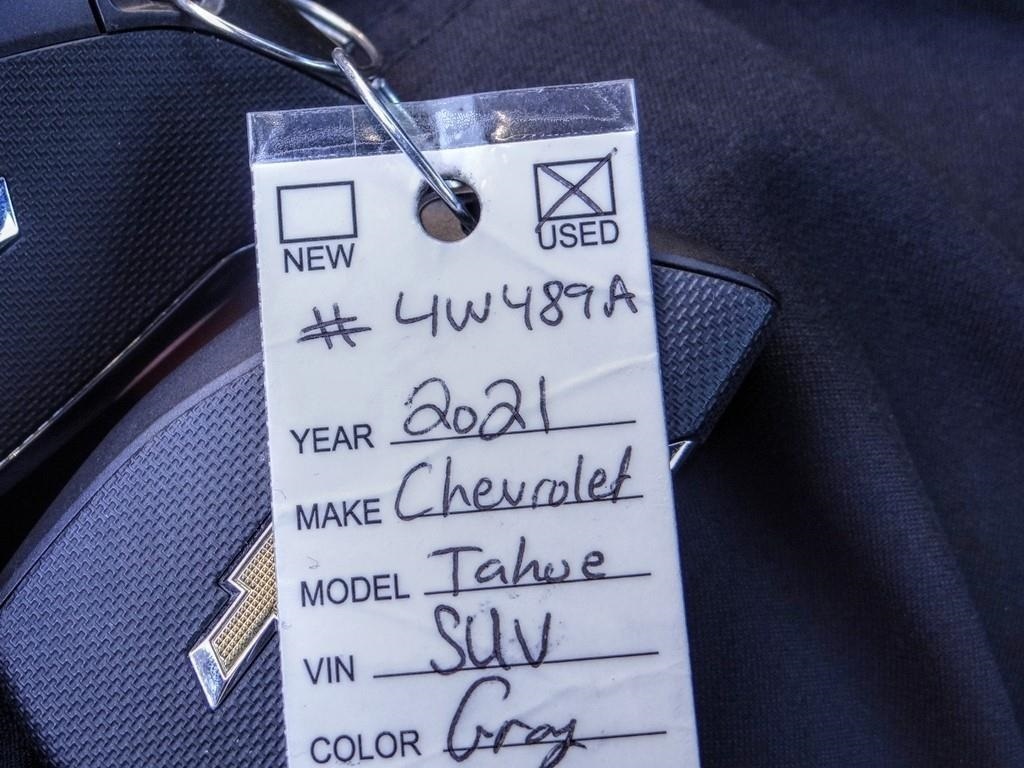 NEW USED
# 4W489A
YEAR 2021
MAKE Chevrolet
MODEL Tahoe
VIN SUV
COLOR Gray